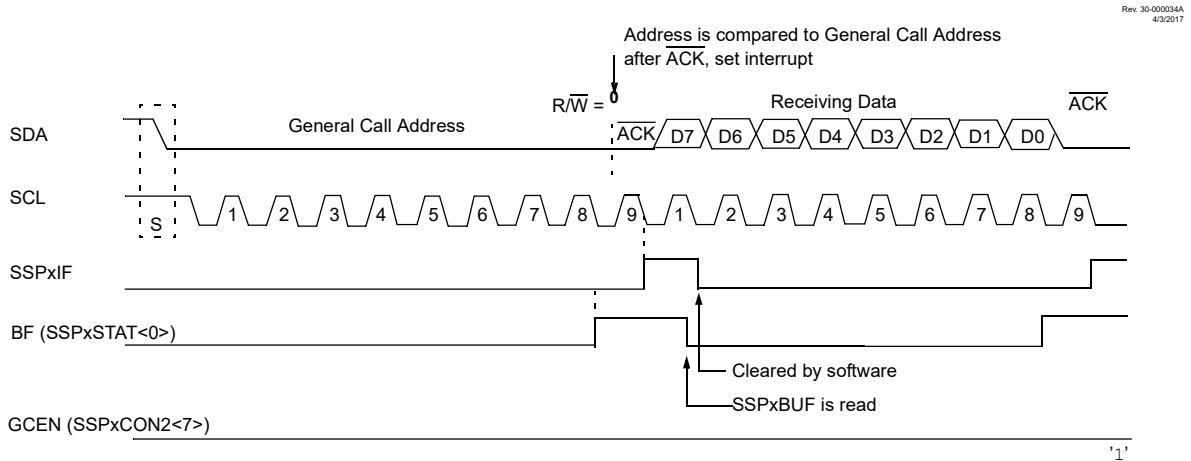 Rev. 30-000034A
4/3/2017
Address is compared to General Call Address
after ACK, set interrupt
R/W = 0
Receiving Data
ACK
SDA
General Call Address
ACK
D7 D6 D5 D4 D3 D2 D1 D0
SCL
S
1 2 3 4 5 6 7 8 9 1 2 3 4 5 6 7 8 9
SSPxIF
BF (SSPxSTAT<0>)
Cleared by software
SSPxBUF is read
GCEN (SSPxCON2<7>)
'1'